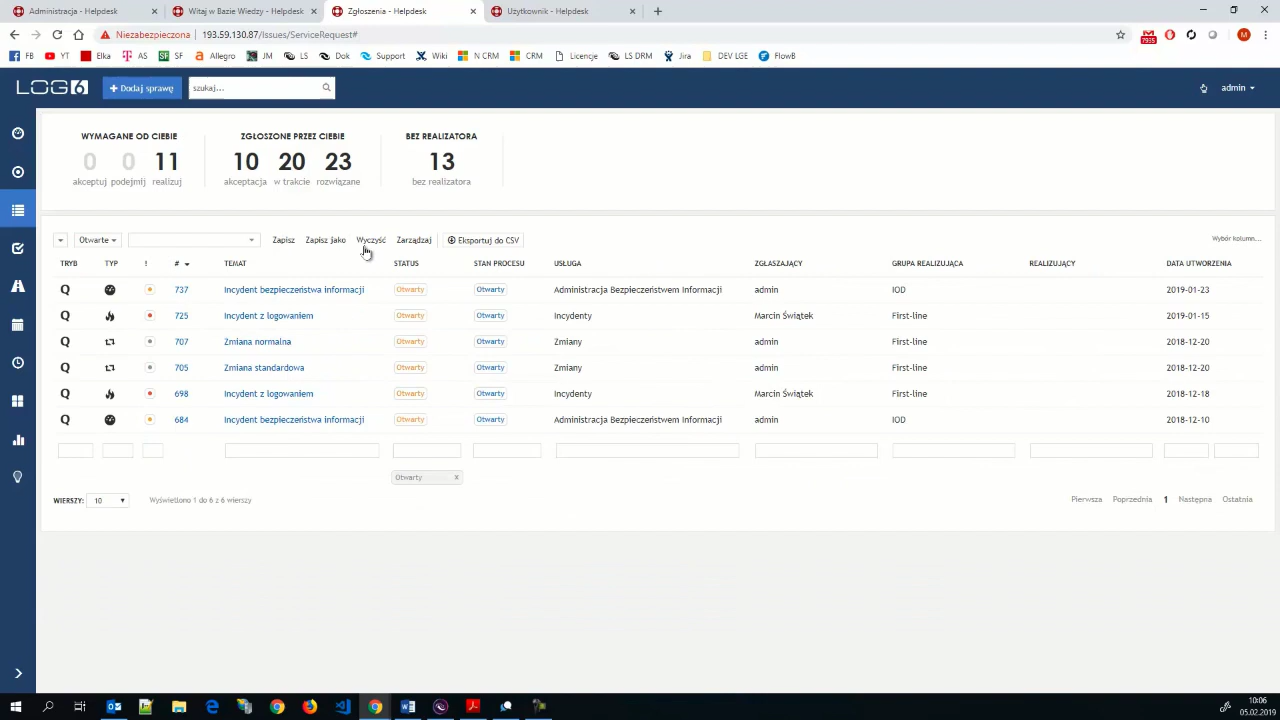 Administracja - Helpdesk
Witaj w Bazie Wiedzy - Helpdesk
Zgłoszenia - Helpdesk
Użytkownik - Helpdesk
Niezabezpieczona
193.59.130.87/Issues/ServiceRequest#
7935
M
FB
YT
Elka
AS
SF
Allegro
JM
LS
Dok
Support
Wiki
N CRM
CRM
Licencje
LS DRM
Jira
DEV LGE
FlowB
LOG6
+ Dodaj sprawę
szukaj...
admin
WYMAGANE OD CIEBIE
ZGŁOSZONE PRZEZ CIEBIE
BEZ REALIZATORA
0 0 11
10 20 23
13
akceptuj podejmij realizuj
akceptacja w trakcie rozwiązane
bez realizatora
Otwarte
Zapisz
Zapisz jako
Wyczyść
Zarządzaj
Eksportuj do CSV
Wybór kolumn...
TRYB TYP ! # TEMAT STATUS STAN PROCESU USŁUGA ZGŁASZAJĄCY GRUPA REALIZUJĄCA REALIZUJĄCY DATA UTWORZENIA
Q 737 Incydent bezpieczeństwa informacji Otwarty Otwarty Administracja Bezpieczeństwem Informacji admin IOD 2019-01-23
Q 725 Incydent z logowaniem Otwarty Otwarty Incydenty Marcin Świątek First-line 2019-01-15
Q 707 Zmiana normalna Otwarty Otwarty Zmiany admin First-line 2018-12-20
Q 705 Zmiana standardowa Otwarty Otwarty Zmiany admin First-line 2018-12-20
Q 698 Incydent z logowaniem Otwarty Otwarty Incydenty Marcin Świątek First-line 2018-12-18
Q 684 Incydent bezpieczeństwa informacji Otwarty Otwarty Administracja Bezpieczeństwem Informacji admin IOD 2018-12-10
Otwarty x
WIERSZY: 10 Wyświetlono 1 do 6 z 6 wierszy
Pierwsza Poprzednia 1 Następna Ostatnia
10:06
05.02.2019